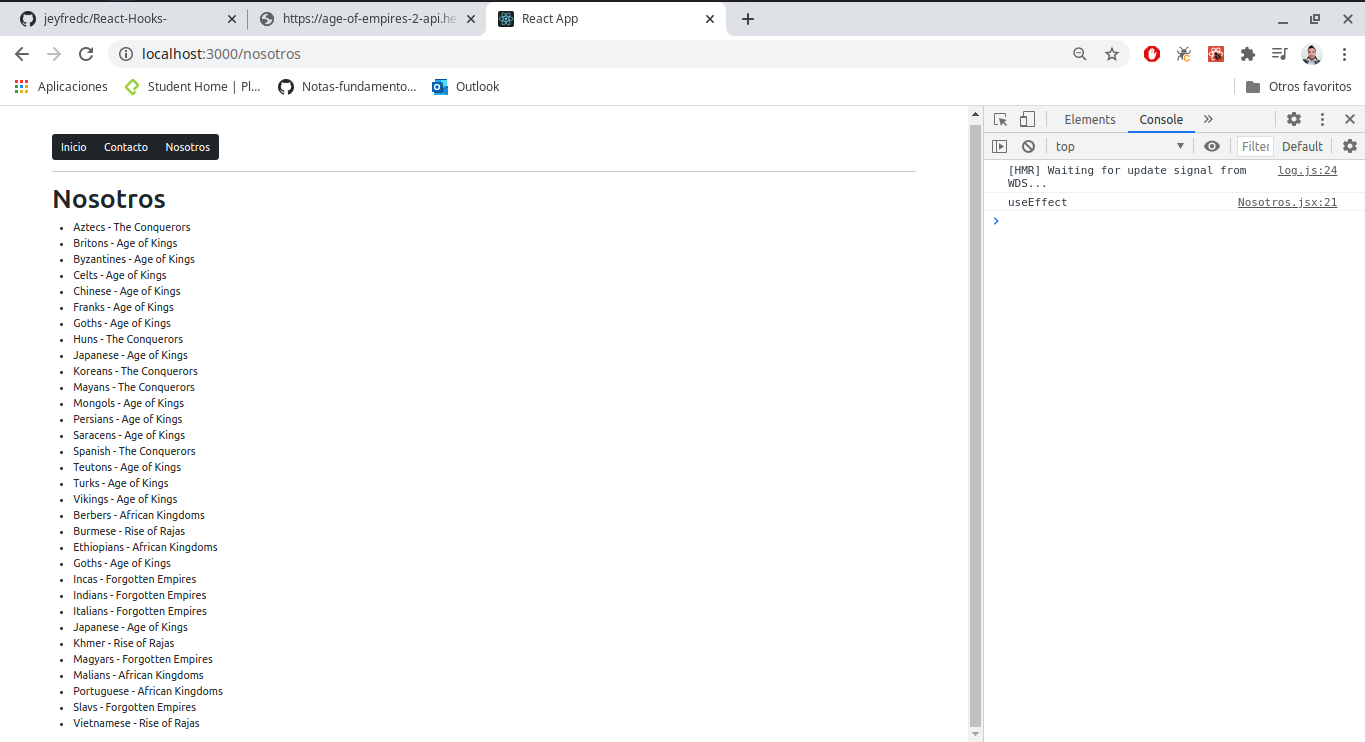 jeyfredc/React-Hooks-
https://age-of-empires-2-api.he
React App
localhost:3000/nosotros
Aplicaciones
Student Home | Pl...
Notas-fundamento...
Outlook
Otros favoritos
Inicio Contacto Nosotros
Nosotros
Aztecs - The Conquerors
Britons - Age of Kings
Byzantines - Age of Kings
Celts - Age of Kings
Chinese - Age of Kings
Franks - Age of Kings
Goths - Age of Kings
Huns - The Conquerors
Japanese - Age of Kings
Koreans - The Conquerors
Mayans - The Conquerors
Mongols - Age of Kings
Persians - Age of Kings
Saracens - Age of Kings
Spanish - The Conquerors
Teutons - Age of Kings
Turks - Age of Kings
Vikings - Age of Kings
Berbers - African Kingdoms
Burmese - Rise of Rajas
Ethiopians - African Kingdoms
Goths - Age of Kings
Incas - Forgotten Empires
Indians - Forgotten Empires
Italians - Forgotten Empires
Japanese - Age of Kings
Khmer - Rise of Rajas
Magyars - Forgotten Empires
Malians - African Kingdoms
Portuguese - African Kingdoms
Slavs - Forgotten Empires
Vietnamese - Rise of Rajas
Elements Console
top Filter Default
[HMR] Waiting for update signal from log.js:24
WDS...
useEffect Nosotros.jsx:21